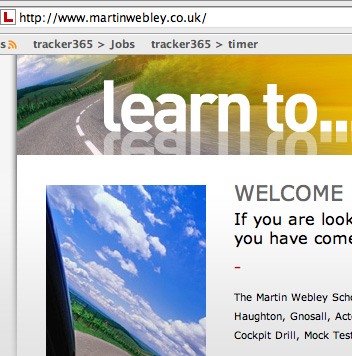 L http://www.martinwebley.co.uk/
s tracker365 > Jobs tracker365 > timer
learn to...
WELCOME
If you are look
you have come
–
The Martin Webley Scho
Haughton, Gnosall, Act
Cockpit Drill, Mock Test